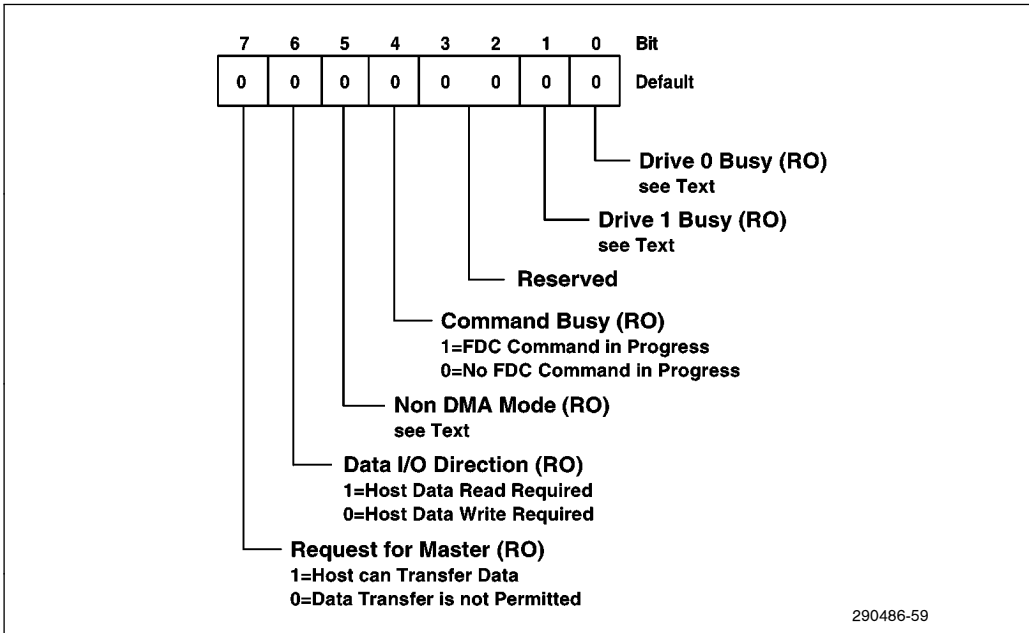 7 6 5 4 3 2 1 0 Bit
0 0 0 0 0 0 0 0 Default
Drive 0 Busy (RO)
see Text
Drive 1 Busy (RO)
see Text
Reserved
Command Busy (RO)
1=FDC Command in Progress
0=No FDC Command in Progress
Non DMA Mode (RO)
see Text
Data I/O Direction (RO)
1=Host Data Read Required
0=Host Data Write Required
Request for Master (RO)
1=Host can Transfer Data
0=Data Transfer is not Permitted
290486-59